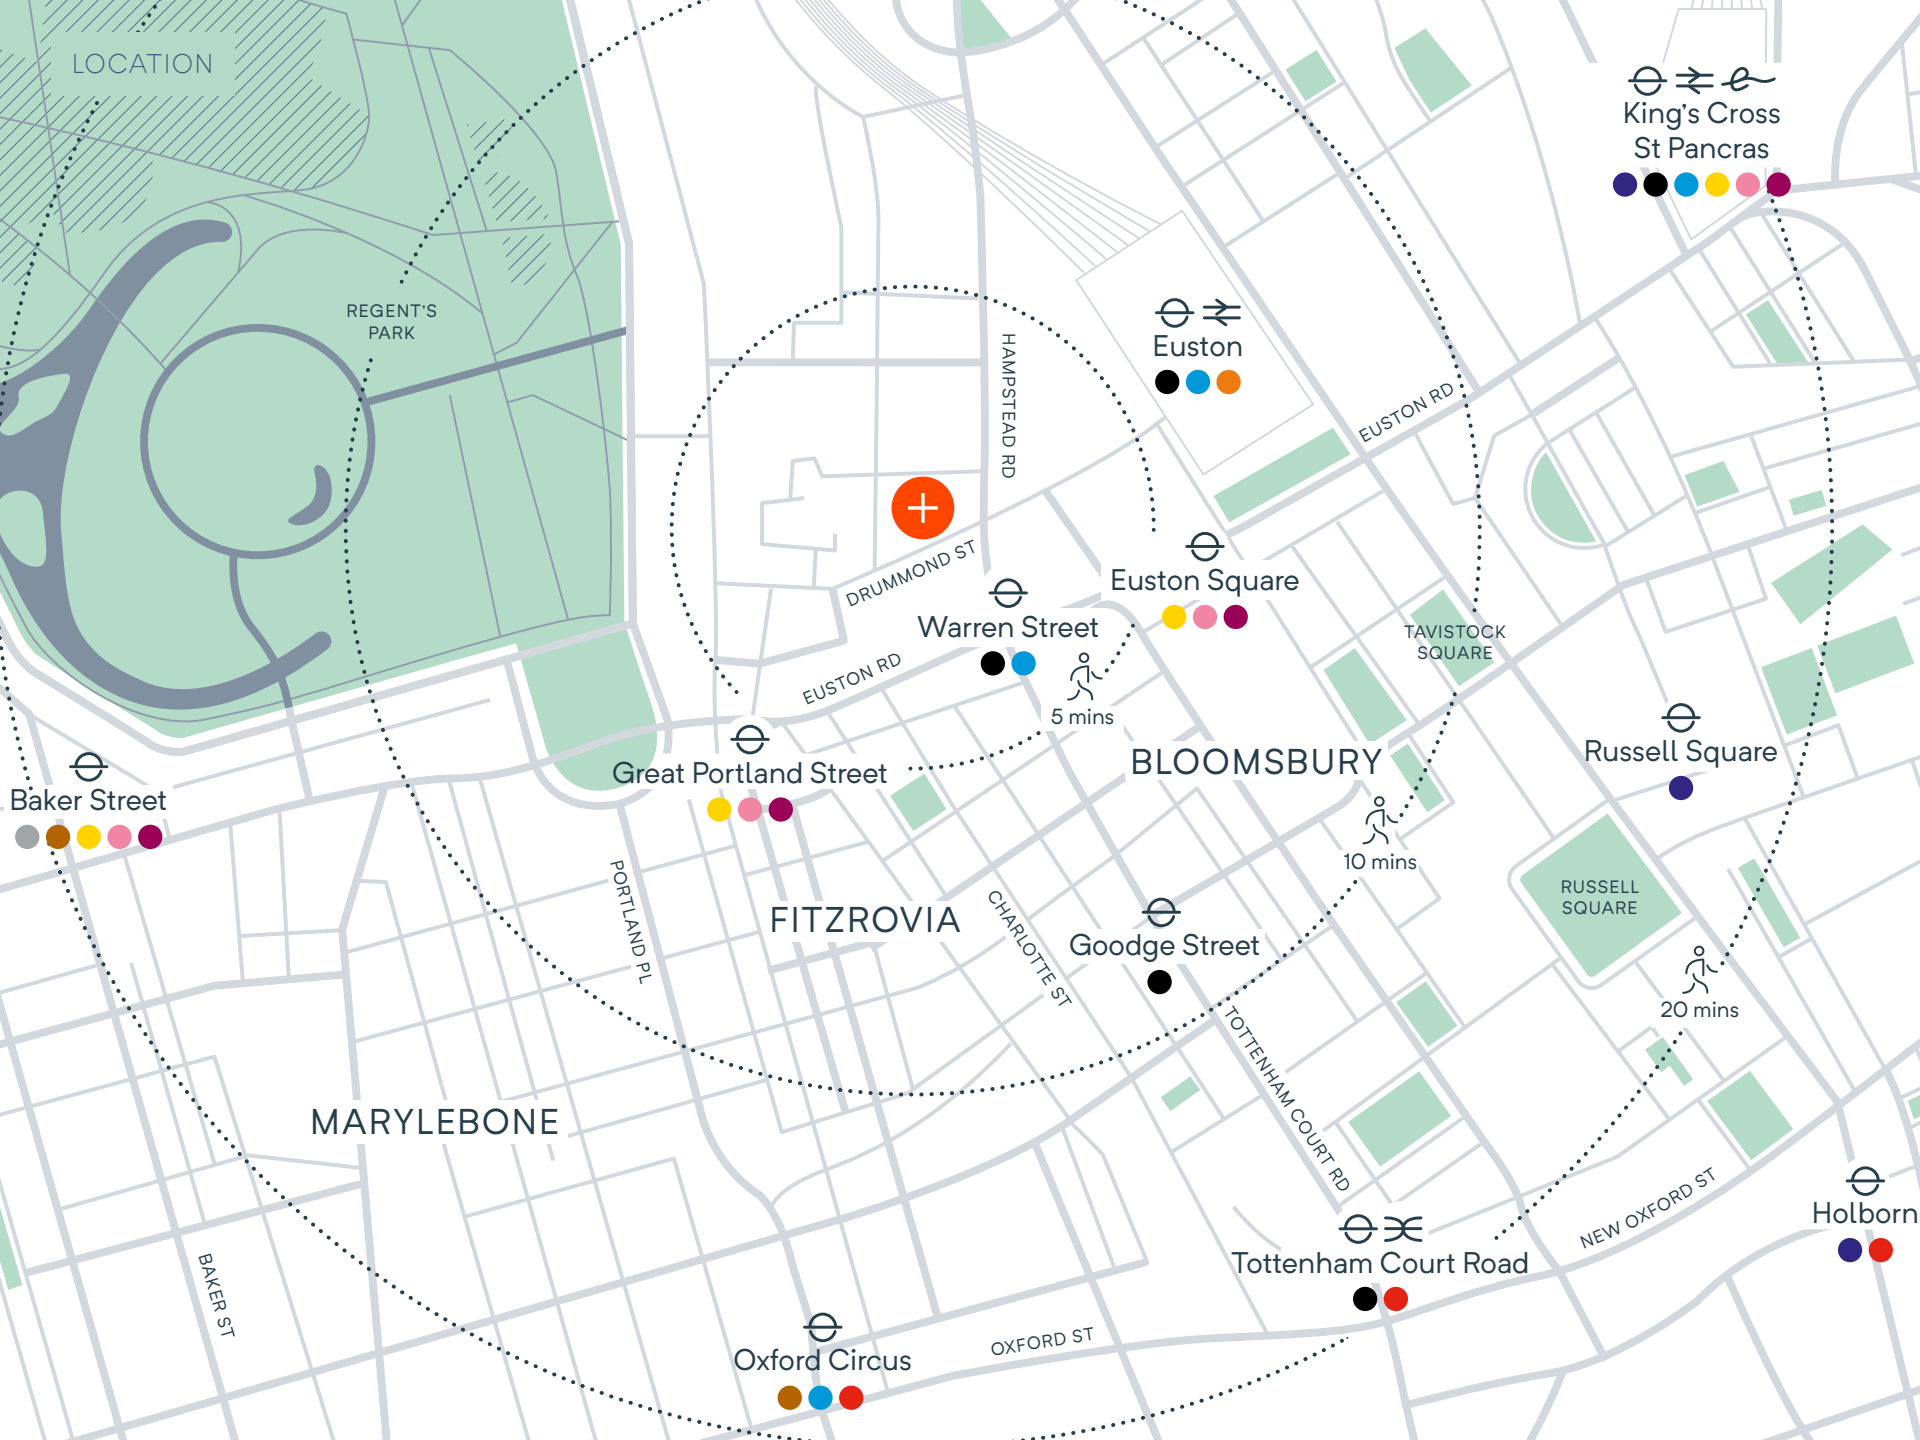 LOCATION
King's Cross
St Pancras
REGENT'S
PARK
HAMPSTEAD RD
Euston
EUSTON RD
DRUMMOND ST
Euston Square
Warren Street
TAVISTOCK
SQUARE
EUSTON RD
5 mins
Great Portland Street
BLOOMSBURY
Russell Square
Baker Street
10 mins
PORTLAND PL
FITZROVIA
CHARLOTTE ST
RUSSELL
SQUARE
Goodge Street
20 mins
TOTTENHAM COURT RD
MARYLEBONE
NEW OXFORD ST
Holborn
Tottenham Court Road
BAKER ST
OXFORD ST
Oxford Circus